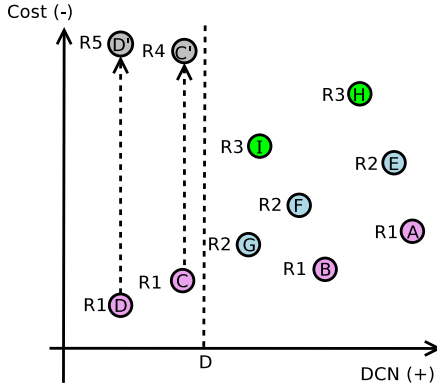 Cost (-)
R5 D'
R4 C'
R3 H
R3 I
R2 E
R2 F
R1 A
R2 G
R1 B
R1 C
R1 D
D
DCN (+)